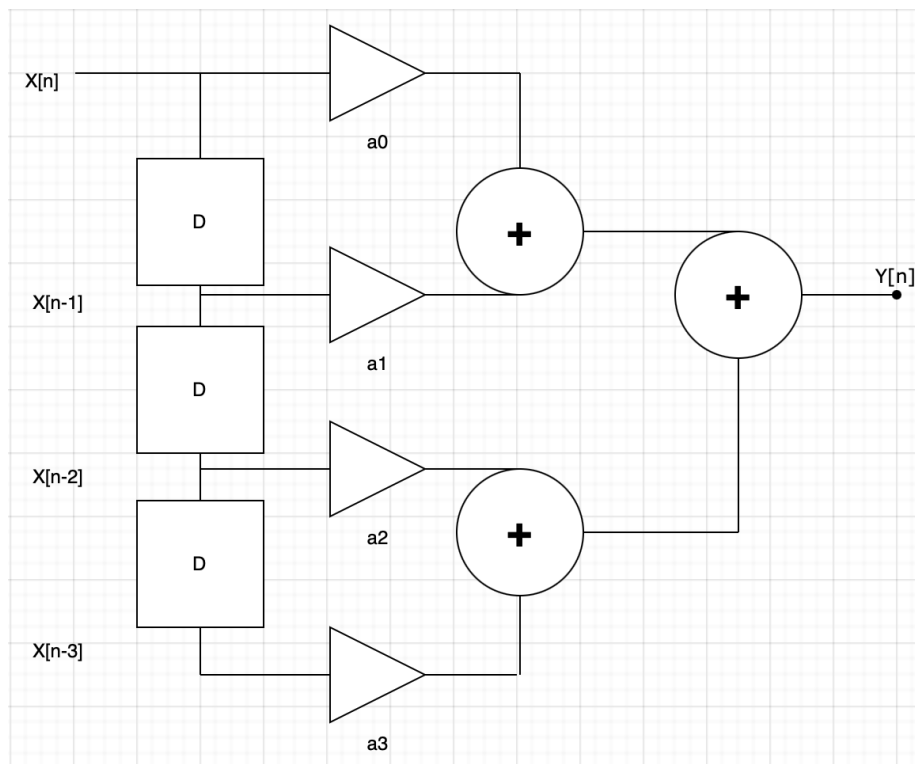 X[n]
a0
D
+
X[n-1]
a1
+
Y[n]
D
X[n-2]
a2
+
D
X[n-3]
a3